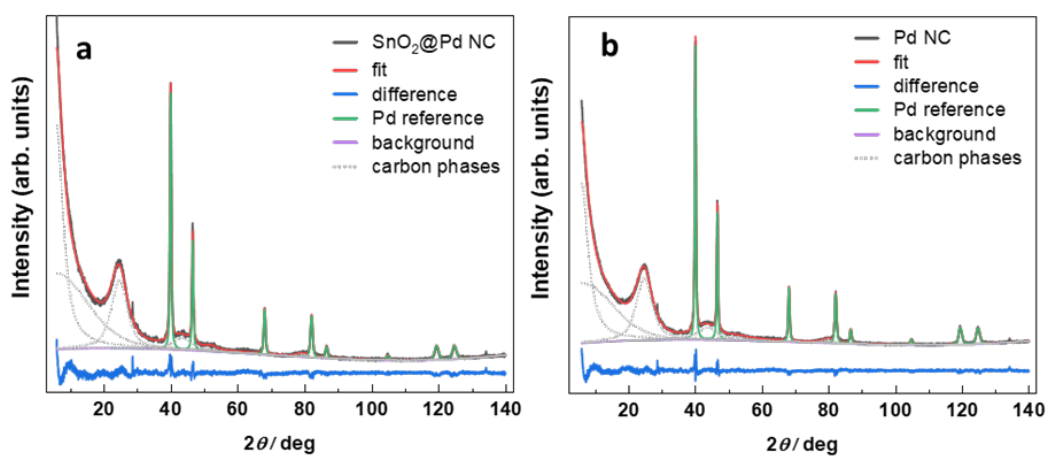 a
SnO₂@Pd NC
fit
difference
Pd reference
background
carbon phases
Intensity (arb. units)
20 40 60 80 100 120 140
2θ / deg
b
Pd NC
fit
difference
Pd reference
background
carbon phases
Intensity (arb. units)
20 40 60 80 100 120 140
2θ / deg